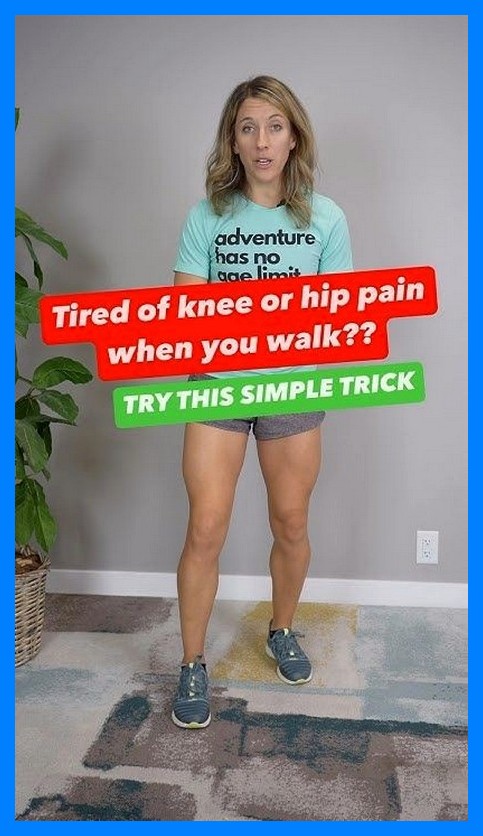 adventure
has no
age limit
Tired of knee or hip pain
when you walk??
TRY THIS SIMPLE TRICK